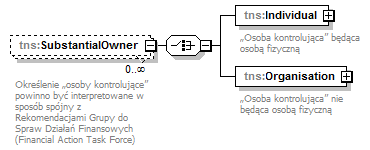 tns:SubstantialOwner
0..∞
Określenie „osoby kontrolujące”
powinno być interpretowane w
sposób spójny z
Rekomendacjami Grupy do
Spraw Działań Finansowych
(Financial Action Task Force)
tns:Individual
„Osoba kontrolująca” będąca
osobą fizyczną
tns:Organisation
„Osoba kontrolująca” nie
będąca osobą fizyczną